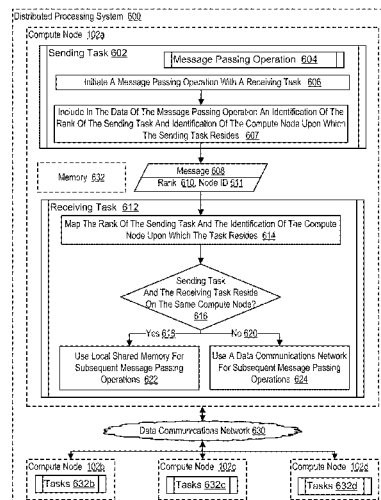 Distributed Processing System 600
Compute Node 102a
Sending Task 602
Message Passing Operation 604
Initiate A Message Passing Operation With A Receiving Task 606
Include In The Data Of The Message Passing Operation An Identification Of The
Rank Of The Sending Task And Identification Of The Compute Node Upon Which
The Sending Task Resides
607
Memory 632
Message 608
Rank 610, Node ID 611
Receiving Task 612
Map The Rank Of The Sending Task And The Identification Of The Compute
Node Upon Which The Task Resides 614
Sending Task
And The Receiving Task Reside
On The Same Compute Node?
616
Yes 618
No 620
Use Local Shared Memory For
Subsequent Message Passing
Operations 622
Use A Data Communications Network
For Subsequent Message Passing
Operations 624
Data Communications Network 630
Compute Node 102b
Tasks 632b
Compute Node 102c
Tasks 632c
Compute Node 102d
Tasks 632d